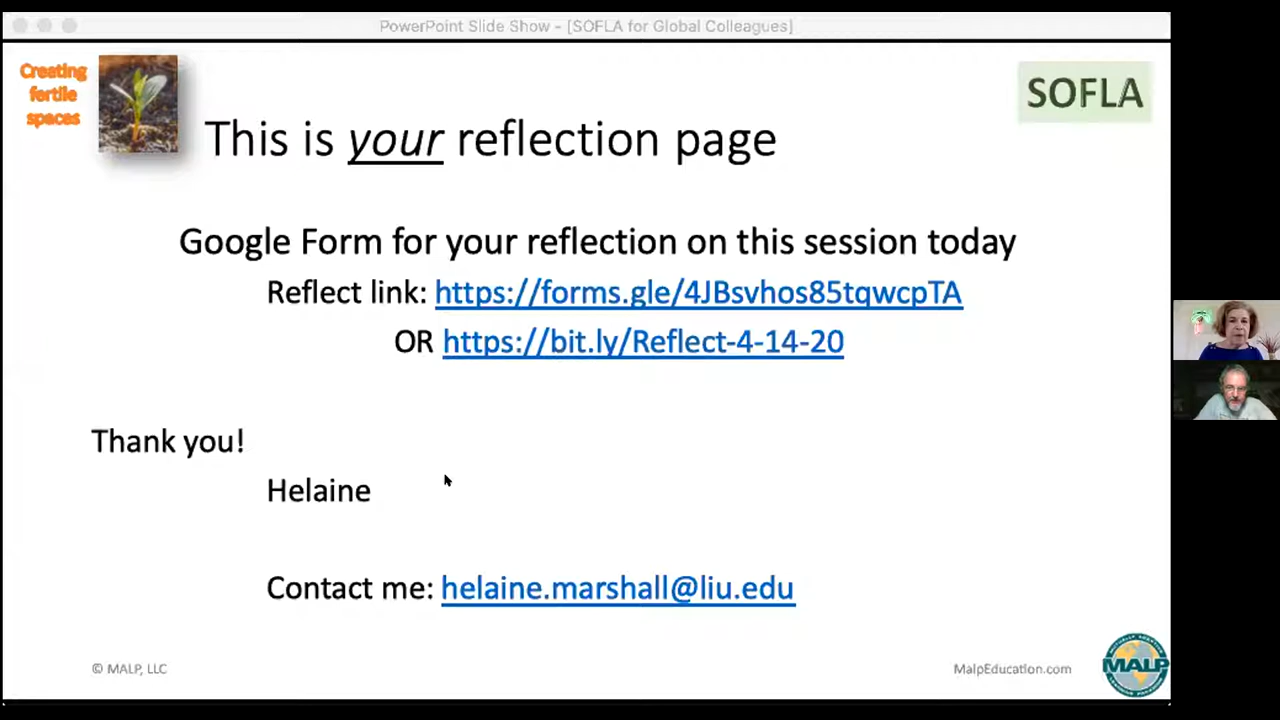 PowerPoint Slide Show - [SOFLA for Global Colleagues]
Creating
fertile
spaces
SOFLA
This is your reflection page
Google Form for your reflection on this session today
Reflect link: https://forms.gle/4JBsvhos85tqwcpTA
OR https://bit.ly/Reflect-4-14-20
Thank you!
Helaine
Contact me: helaine.marshall@liu.edu
© MALP, LLC
MalpEducation.com
MALP